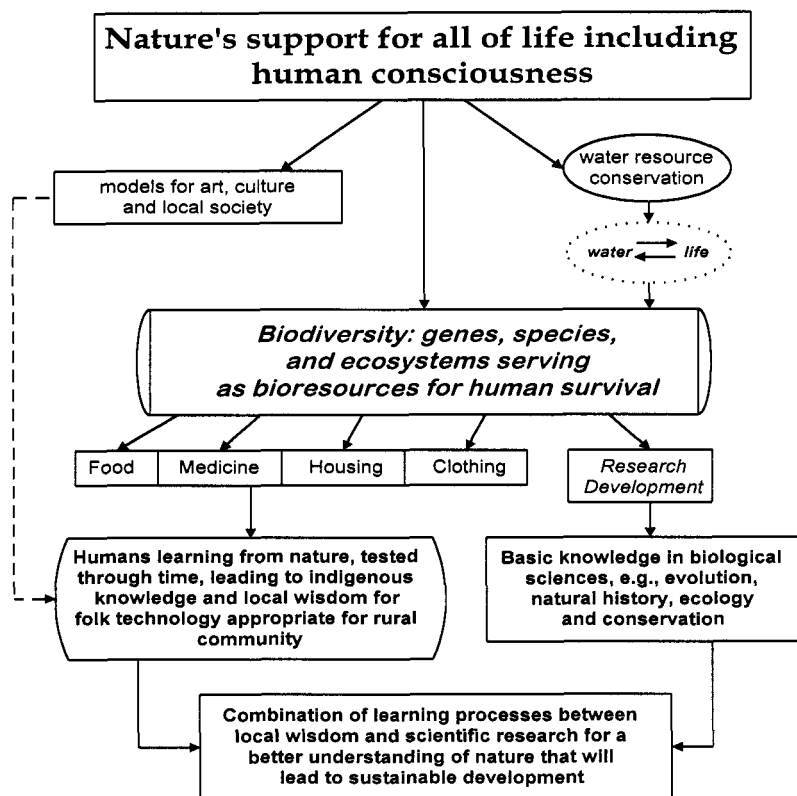 Nature's support for all of life including
human consciousness
models for art, culture
and local society
water resource
conservation
water life
Biodiversity: genes, species,
and ecosystems serving
as bioresources for human survival
Food Medicine Housing Clothing
Research
Development
Humans learning from nature, tested
through time, leading to indigenous
knowledge and local wisdom for
folk technology appropriate for rural
community
Basic knowledge in biological
sciences, e.g., evolution,
natural history, ecology
and conservation
Combination of learning processes between
local wisdom and scientific research for a
better understanding of nature that will
lead to sustainable development